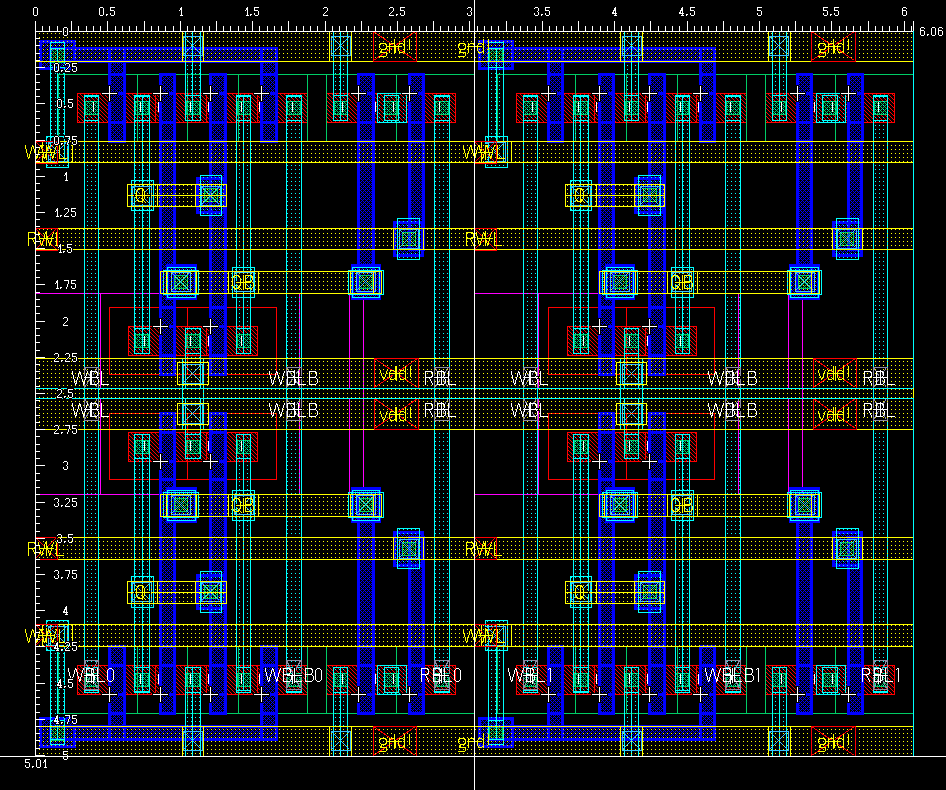 0 0.5 1 1.5 2 2.5 3 3.5 4 4.5 5 5.5 6
0 gnd! gnd! gnd! 6.06
0.25
0.5
0.75
WWL WWL
1
Q Q
1.25
RWL RWL
1.5
1.75 QB QB
2
2.25
vdd! vdd!
WBL WBLB RBL WBL WBLB RBL
2.5
WBL WBLB RBL WBL WBLB RBL
vdd! vdd!
2.75
3
3.25 QB QB
3.5
RWL RWL
3.75
Q Q
4
WWL WWL
4.25
WBL0 WBLB0 RBL0 WBL1 WBLB1 RBL1
4.5
4.75
gnd! gnd! gnd!
5
5.01